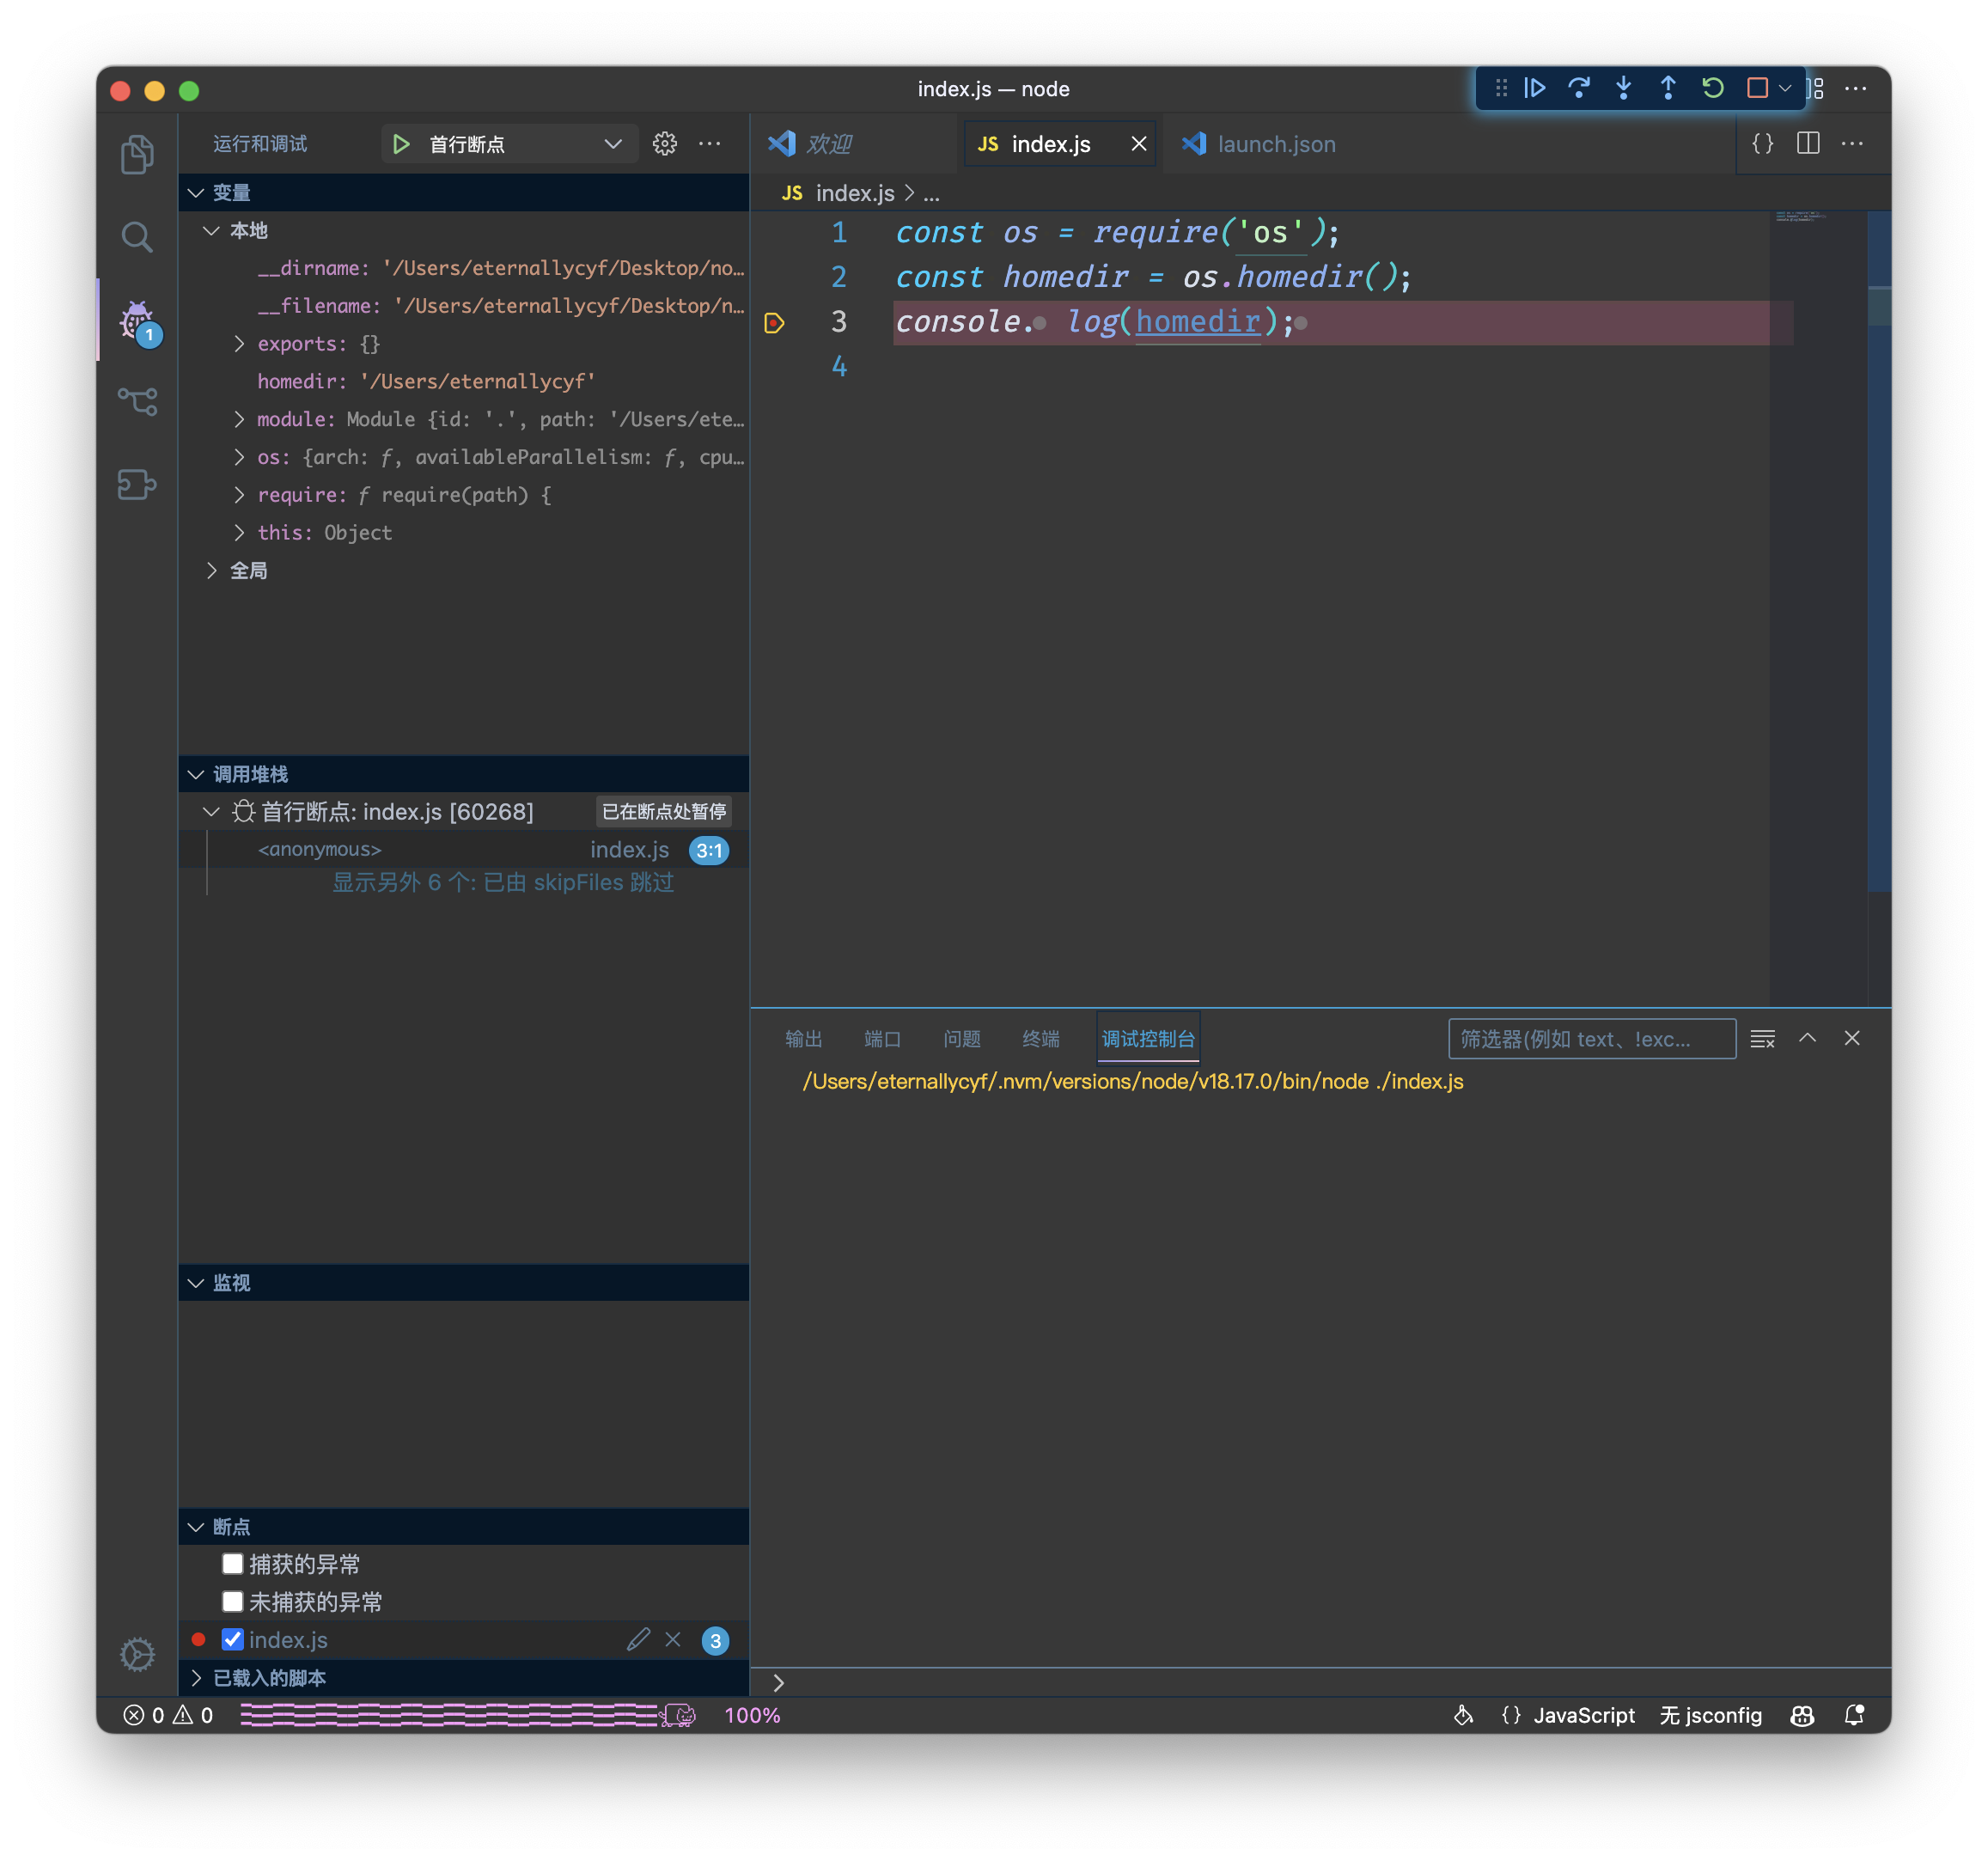 index.js — node
运行和调试
首行断点
欢迎
JS index.js
launch.json
变量
JS index.js > ...
本地
__dirname: '/Users/eternallycyf/Desktop/no…
__filename: '/Users/eternallycyf/Desktop/n…
exports: {}
homedir: '/Users/eternallycyf'
module: Module {id: '.', path: '/Users/ete…
os: {arch: ƒ, availableParallelism: ƒ, cpu…
require: ƒ require(path) {
this: Object
全局
1 const os = require('os');
2 const homedir = os.homedir();
3 console. log(homedir);
4
调用堆栈
首行断点: index.js [60268] 已在断点处暂停
<anonymous> index.js 3:1
显示另外 6 个: 已由 skipFiles 跳过
监视
断点
捕获的异常
未捕获的异常
index.js 3
已载入的脚本
输出 端口 问题 终端 调试控制台
筛选器(例如 text、!exc...
/Users/eternallycyf/.nvm/versions/node/v18.17.0/bin/node ./index.js
1
0 0 100%
{} JavaScript 无 jsconfig